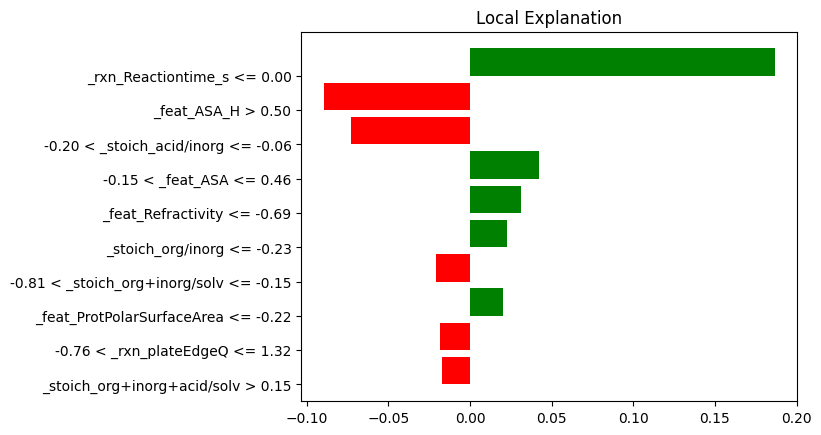 Local Explanation
_rxn_Reactiontime_s <= 0.00
_feat_ASA_H > 0.50
-0.20 < _stoich_acid/inorg <= -0.06
-0.15 < _feat_ASA <= 0.46
_feat_Refractivity <= -0.69
_stoich_org/inorg <= -0.23
-0.81 < _stoich_org+inorg/solv <= -0.15
_feat_ProtPolarSurfaceArea <= -0.22
-0.76 < _rxn_plateEdgeQ <= 1.32
_stoich_org+inorg+acid/solv > 0.15
−0.10 −0.05 0.00 0.05 0.10 0.15 0.20